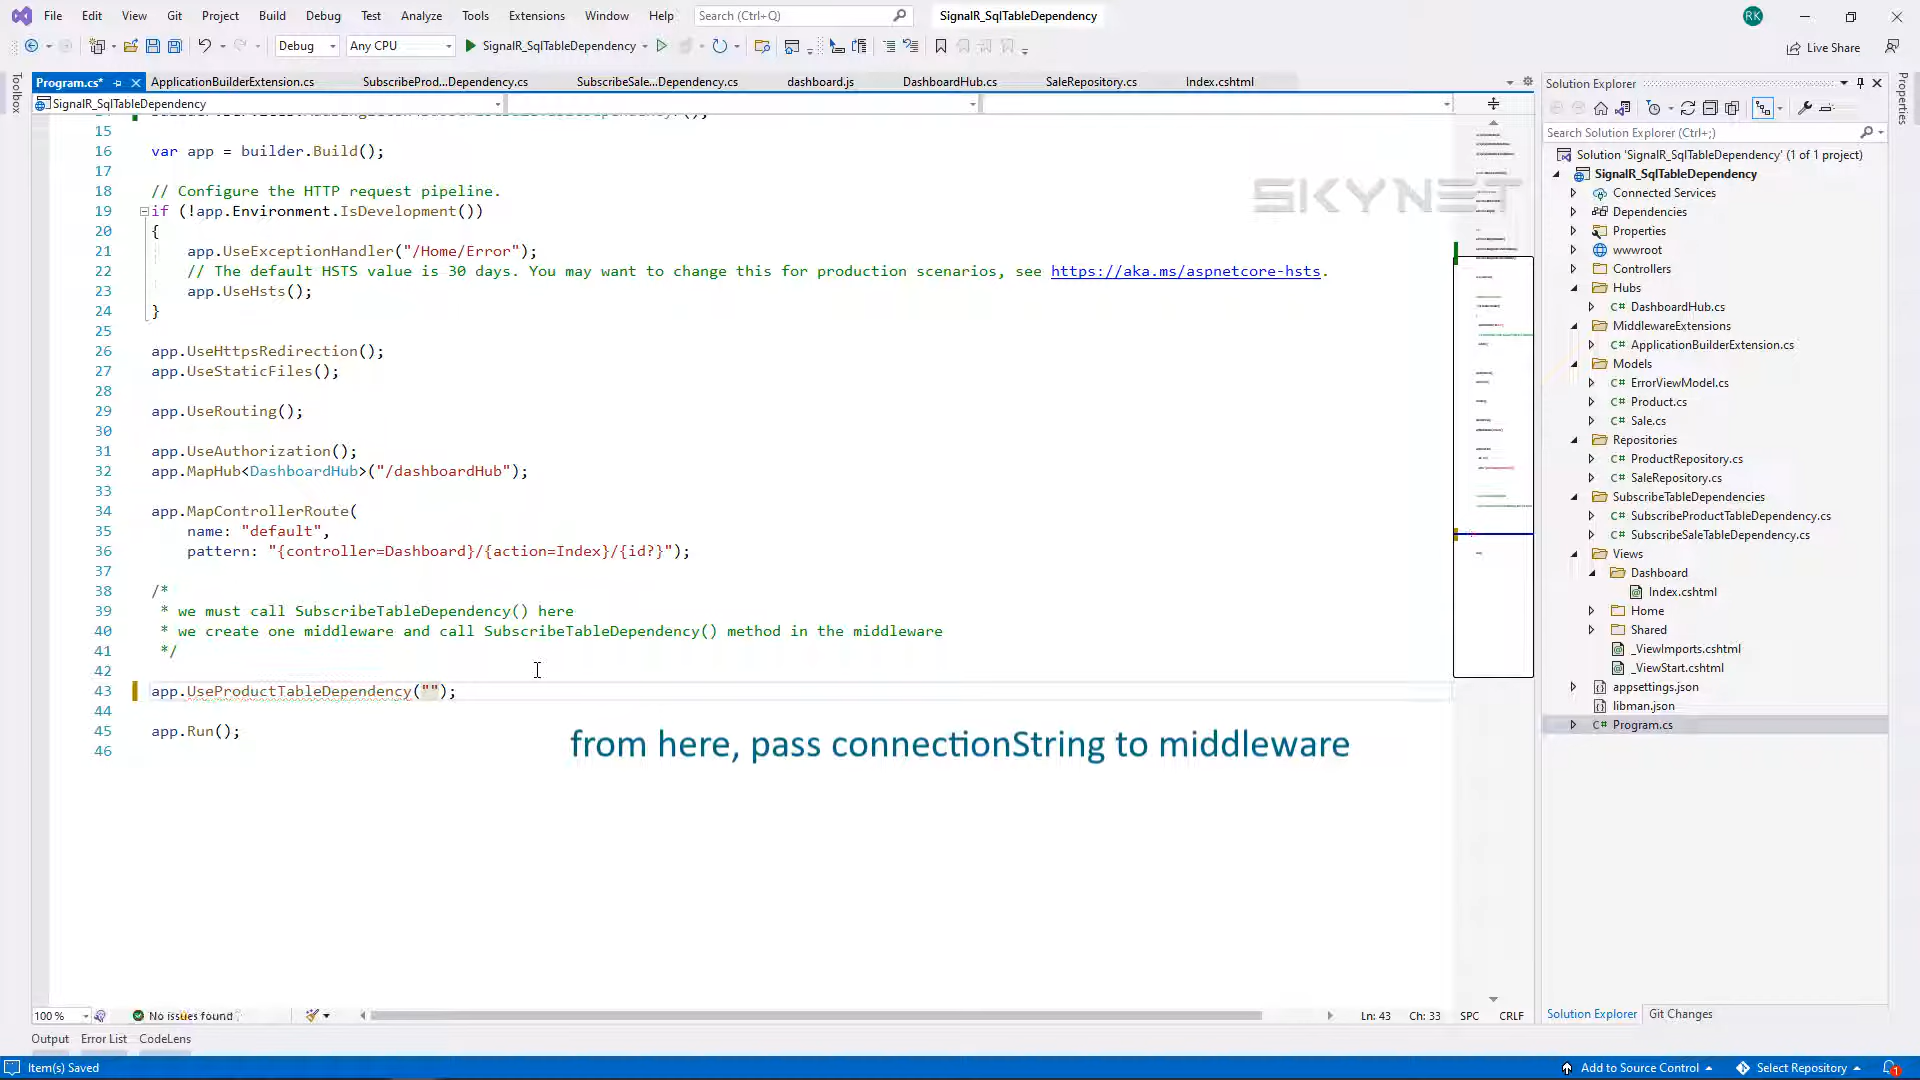 File Edit View Git Project Build Debug Test Analyze Tools Extensions Window Help Search (Ctrl+Q) SignalR_SqlTableDependency RK
Debug Any CPU SignalR_SqlTableDependency Live Share
Toolbox
Program.cs* ApplicationBuilderExtension.cs SubscribeProd...Dependency.cs SubscribeSale...Dependency.cs dashboard.js DashboardHub.cs SaleRepository.cs Index.cshtml
SignalR_SqlTableDependency
15
16 var app = builder.Build();
17
18 // Configure the HTTP request pipeline.
19 if (!app.Environment.IsDevelopment())
20 {
21 app.UseExceptionHandler("/Home/Error");
22 // The default HSTS value is 30 days. You may want to change this for production scenarios, see https://aka.ms/aspnetcore-hsts.
23 app.UseHsts();
24 }
25
26 app.UseHttpsRedirection();
27 app.UseStaticFiles();
28
29 app.UseRouting();
30
31 app.UseAuthorization();
32 app.MapHub<DashboardHub>("/dashboardHub");
33
34 app.MapControllerRoute(
35 name: "default",
36 pattern: "{controller=Dashboard}/{action=Index}/{id?}");
37
38 /*
39 * we must call SubscribeTableDependency() here
40 * we create one middleware and call SubscribeTableDependency() method in the middleware
41 */
42
43 app.UseProductTableDependency("");
44
45 app.Run();
46
from here, pass connectionString to middleware
SKYNET
100 % No issues found Ln: 43 Ch: 33 SPC CRLF
Output Error List CodeLens
Solution Explorer
Search Solution Explorer (Ctrl+;)
Solution 'SignalR_SqlTableDependency' (1 of 1 project)
SignalR_SqlTableDependency
Connected Services
Dependencies
Properties
wwwroot
Controllers
Hubs
C# DashboardHub.cs
MiddlewareExtensions
C# ApplicationBuilderExtension.cs
Models
C# ErrorViewModel.cs
C# Product.cs
C# Sale.cs
Repositories
C# ProductRepository.cs
C# SaleRepository.cs
SubscribeTableDependencies
C# SubscribeProductTableDependency.cs
C# SubscribeSaleTableDependency.cs
Views
Dashboard
Index.cshtml
Home
Shared
_ViewImports.cshtml
_ViewStart.cshtml
appsettings.json
libman.json
C# Program.cs
Solution Explorer Git Changes
Properties
Item(s) Saved Add to Source Control Select Repository 1